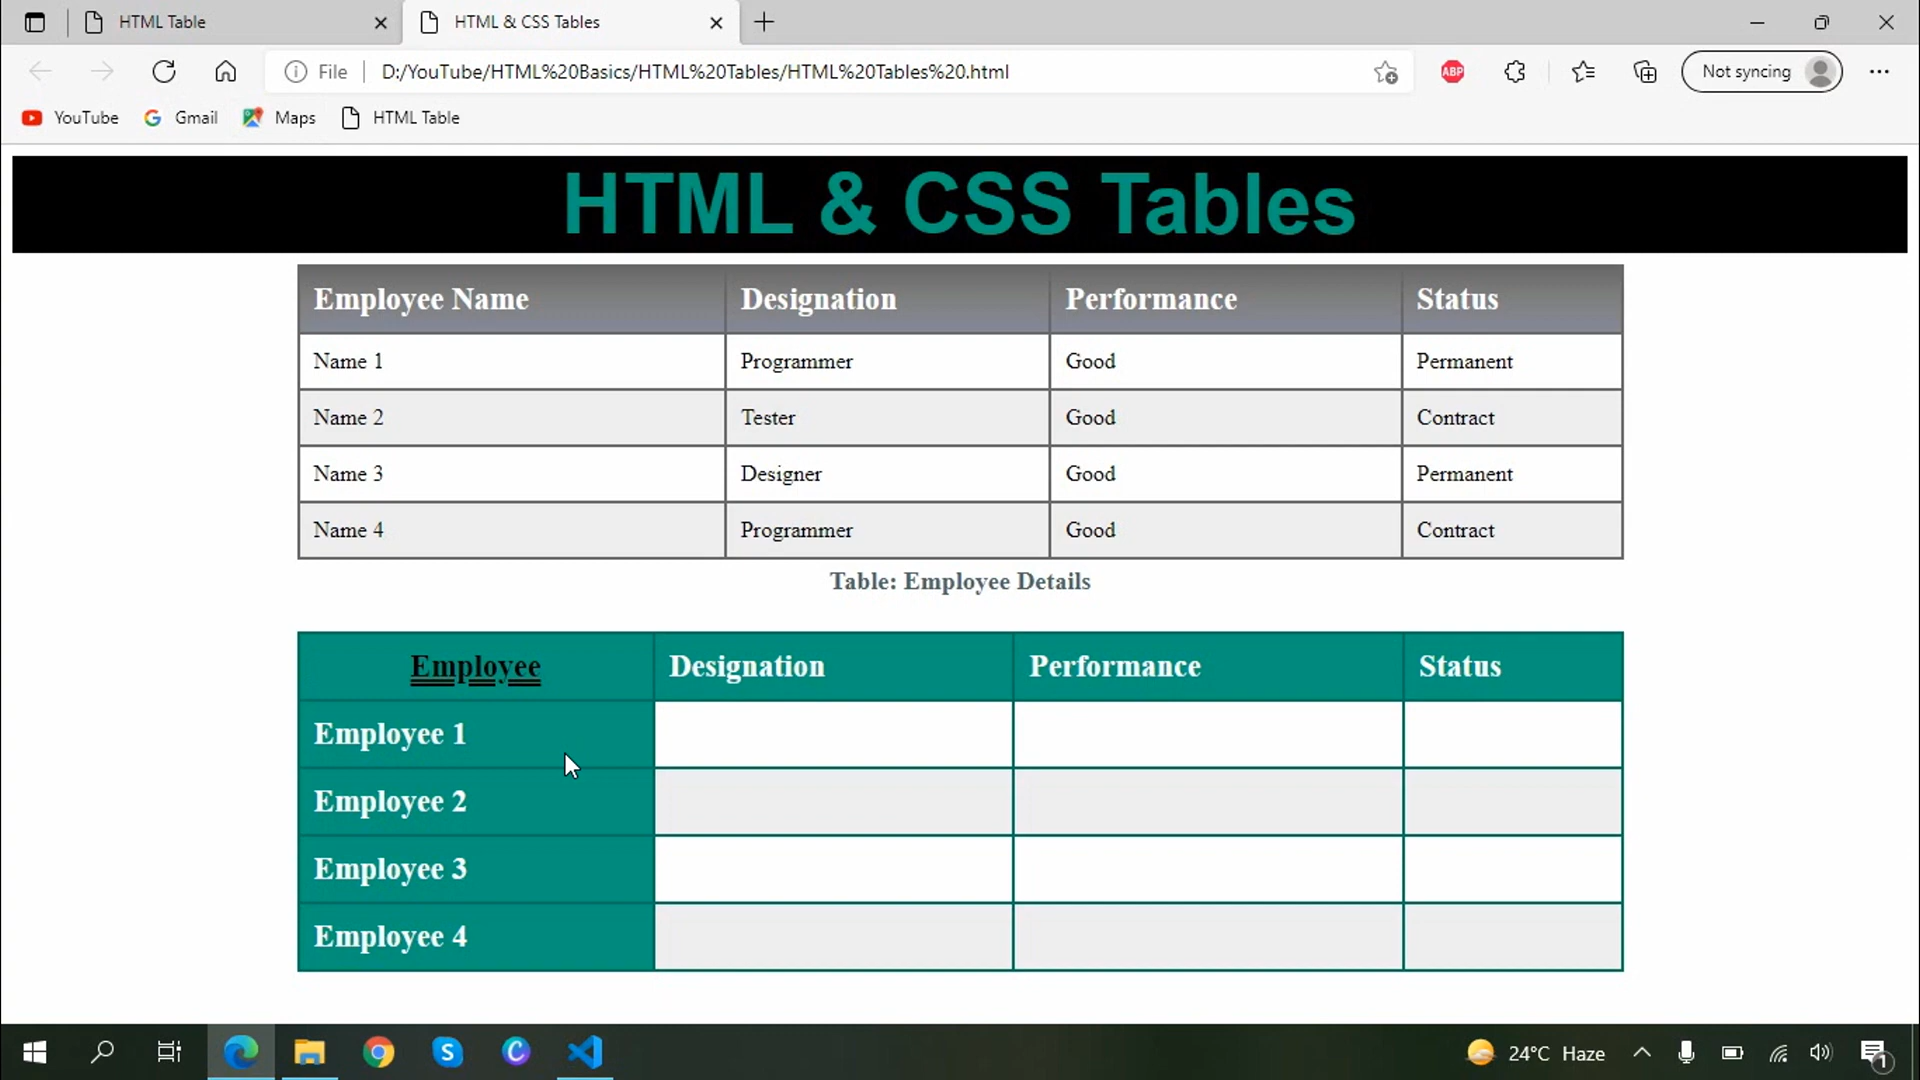 HTML Table
HTML & CSS Tables
File
D:/YouTube/HTML%20Basics/HTML%20Tables/HTML%20Tables%20.html
ABP
Not syncing
YouTube
Gmail
Maps
HTML Table
HTML & CSS Tables
Employee Name Designation Performance Status
Name 1 Programmer Good Permanent
Name 2 Tester Good Contract
Name 3 Designer Good Permanent
Name 4 Programmer Good Contract
Table: Employee Details
Employee Designation Performance Status
Employee 1
Employee 2
Employee 3
Employee 4
24°C Haze
1